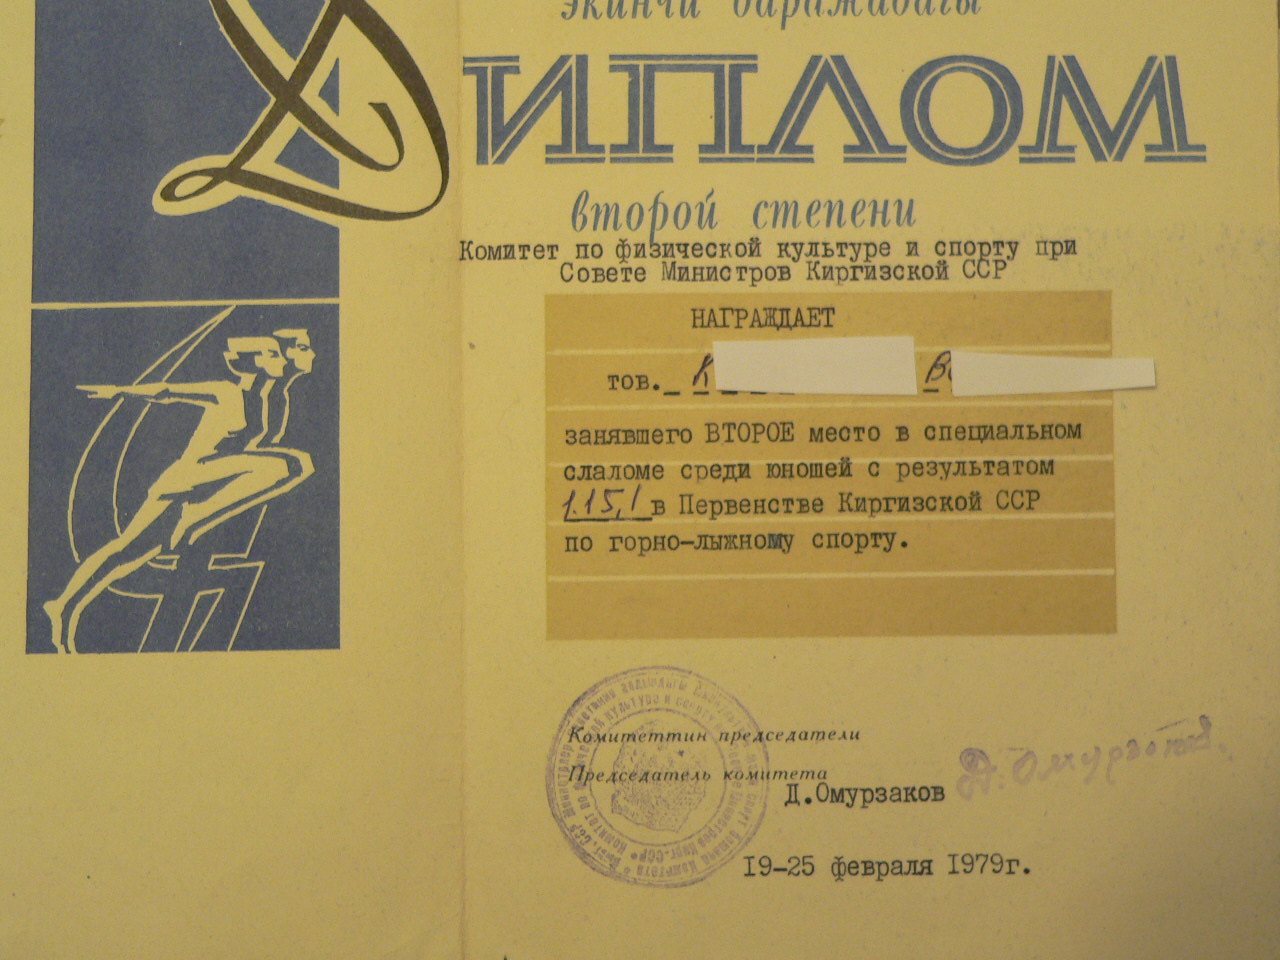 экинчи даражадагы
ДИПЛОМ
второй степени
Комитет по физической культуре и спорту при
Совете Министров Киргизской ССР
НАГРАЖДАЕТ
тов. К В
занявшего ВТОРОЕ место в специальном
слаломе среди юношей с результатом
1.15,1 в Первенстве Киргизской ССР
по горно-лыжному спорту.
Комитеттин председатели
Председатель комитета
Д.Омурзаков
Д. Омурзаков
19-25 февраля 1979г.